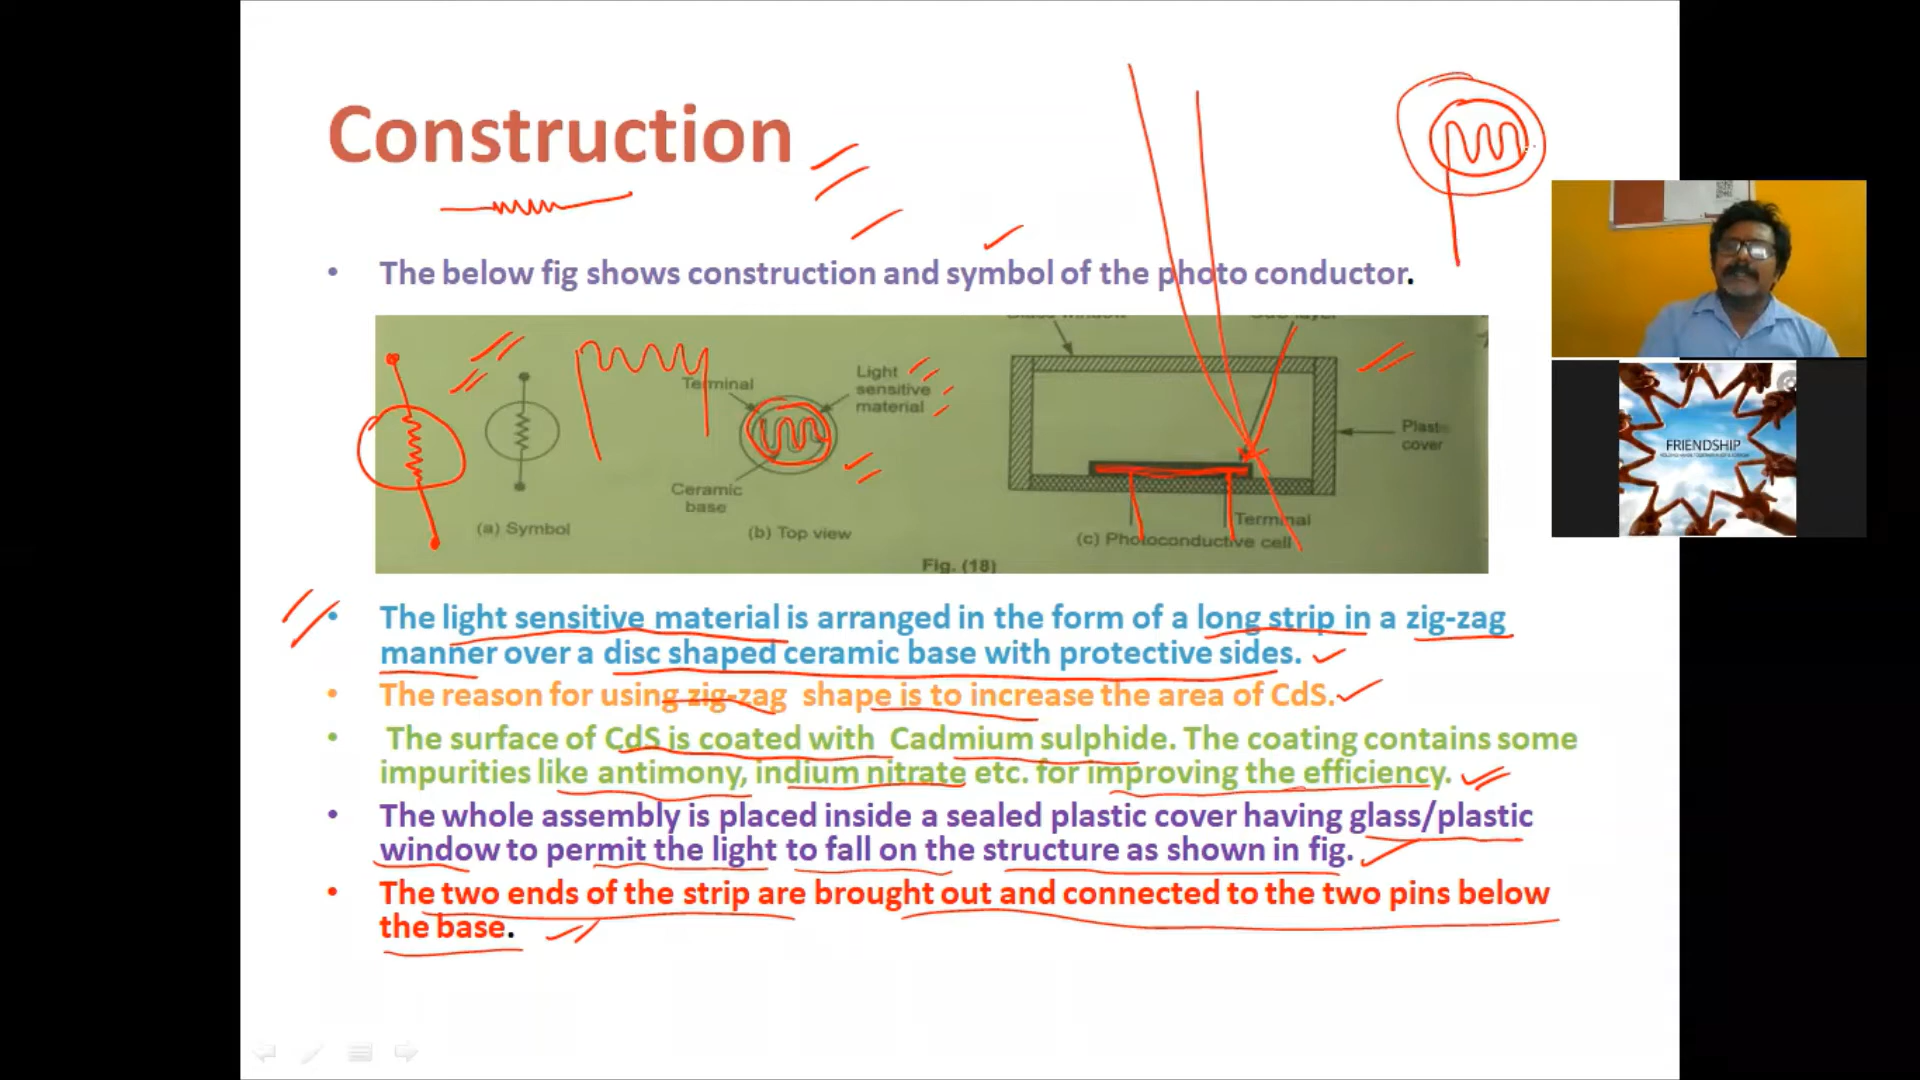 Construction
• The below fig shows construction and symbol of the photo conductor.
Terminal
Light
sensitive
material
Ceramic
base
(a) Symbol
(b) Top view
Plastic
cover
Terminal
(c) Photoconductive cell
Fig. (18)
• The light sensitive material is arranged in the form of a long strip in a zig-zag
manner over a disc shaped ceramic base with protective sides.
• The reason for using zig-zag shape is to increase the area of CdS.
• The surface of CdS is coated with Cadmium sulphide. The coating contains some
impurities like antimony, indium nitrate etc. for improving the efficiency.
• The whole assembly is placed inside a sealed plastic cover having glass/plastic
window to permit the light to fall on the structure as shown in fig.
• The two ends of the strip are brought out and connected to the two pins below
the base.
FRIENDSHIP